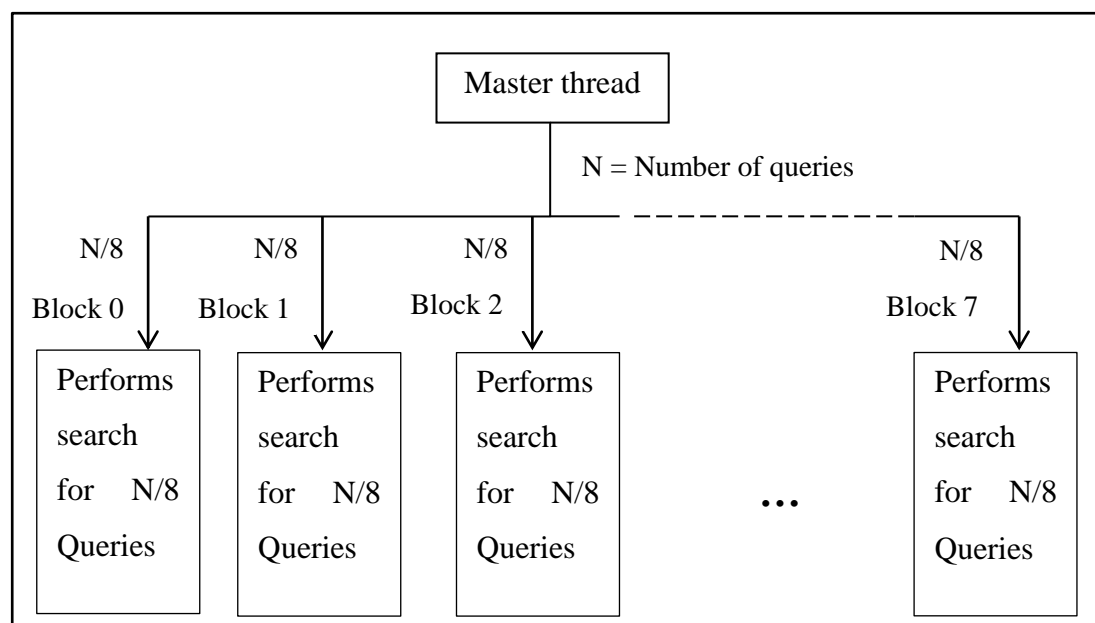 Master thread
N = Number of queries
N/8 N/8 N/8 N/8
Block 0 Block 1 Block 2 Block 7
Performs
search
for N/8
Queries
Performs
search
for N/8
Queries
Performs
search
for N/8
Queries
...
Performs
search
for N/8
Queries